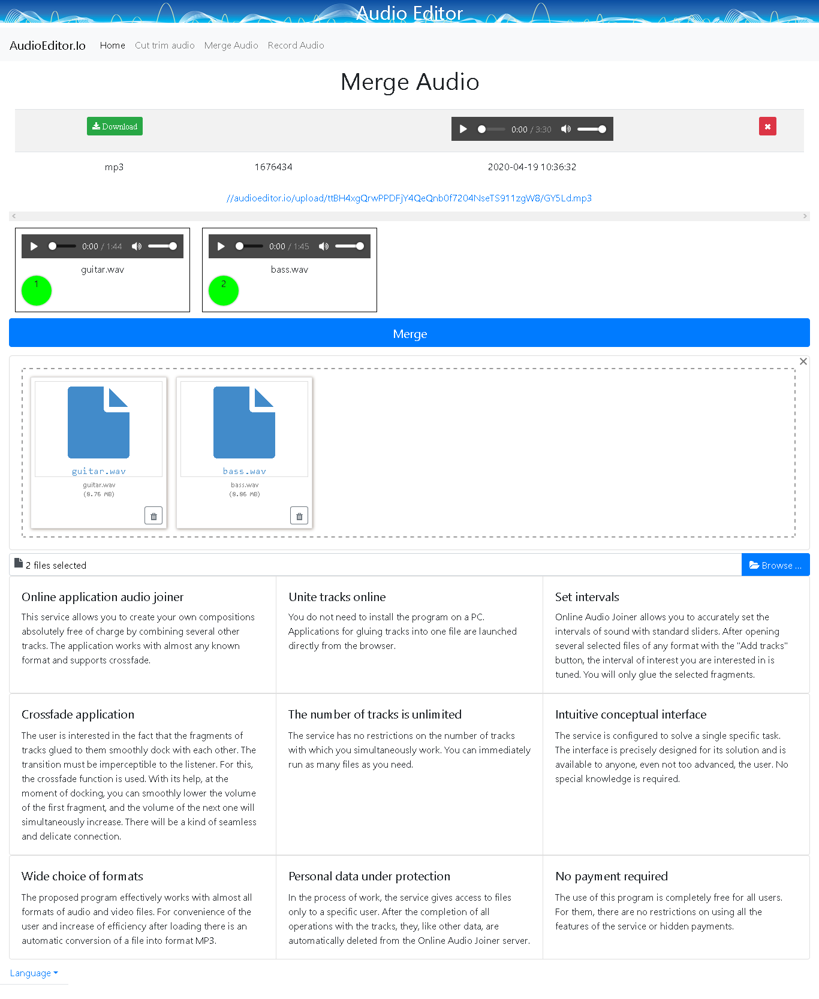 Audio Editor
AudioEditor.Io Home Cut trim audio Merge Audio Record Audio
Merge Audio
Download 0:00 / 3:30
mp3 1676434 2020-04-19 10:36:32
//audioeditor.io/upload/ttBH4xgQrwPPDFjY4QeQnb0f7204NseTS911zgW8/GY5Ld.mp3
0:00 / 1:44
guitar.wav
1
0:00 / 1:45
bass.wav
2
Merge
guitar.wav
guitar.wav
(8.76 MB)
bass.wav
bass.wav
(8.86 MB)
2 files selected
Browse ...
Online application audio joiner
This service allows you to create your own compositions
absolutely free of charge by combining several other
tracks. The application works with almost any known
format and supports crossfade.
Unite tracks online
You do not need to install the program on a PC.
Applications for gluing tracks into one file are launched
directly from the browser.
Set intervals
Online Audio Joiner allows you to accurately set the
intervals of sound with standard sliders. After opening
several selected files of any format with the "Add tracks"
button, the interval of interest you are interested in is
tuned. You will only glue the selected fragments.
Crossfade application
The user is interested in the fact that the fragments of
tracks glued to them smoothly dock with each other. The
transition must be imperceptible to the listener. For this,
the crossfade function is used. With its help, at the
moment of docking, you can smoothly lower the volume
of the first fragment, and the volume of the next one will
simultaneously increase. There will be a kind of seamless
and delicate connection.
The number of tracks is unlimited
The service has no restrictions on the number of tracks
with which you simultaneously work. You can immediately
run as many files as you need.
Intuitive conceptual interface
The service is configured to solve a single specific task.
The interface is precisely designed for its solution and is
available to anyone, even not too advanced, the user. No
special knowledge is required.
Wide choice of formats
The proposed program effectively works with almost all
formats of audio and video files. For convenience of the
user and increase of efficiency after loading there is an
automatic conversion of a file into format MP3.
Personal data under protection
In the process of work, the service gives access to files
only to a specific user. After the completion of all
operations with the tracks, they, like other data, are
automatically deleted from the Online Audio Joiner server.
No payment required
The use of this program is completely free for all users.
For them, there are no restrictions on using all the
features of the service or hidden payments.
Language